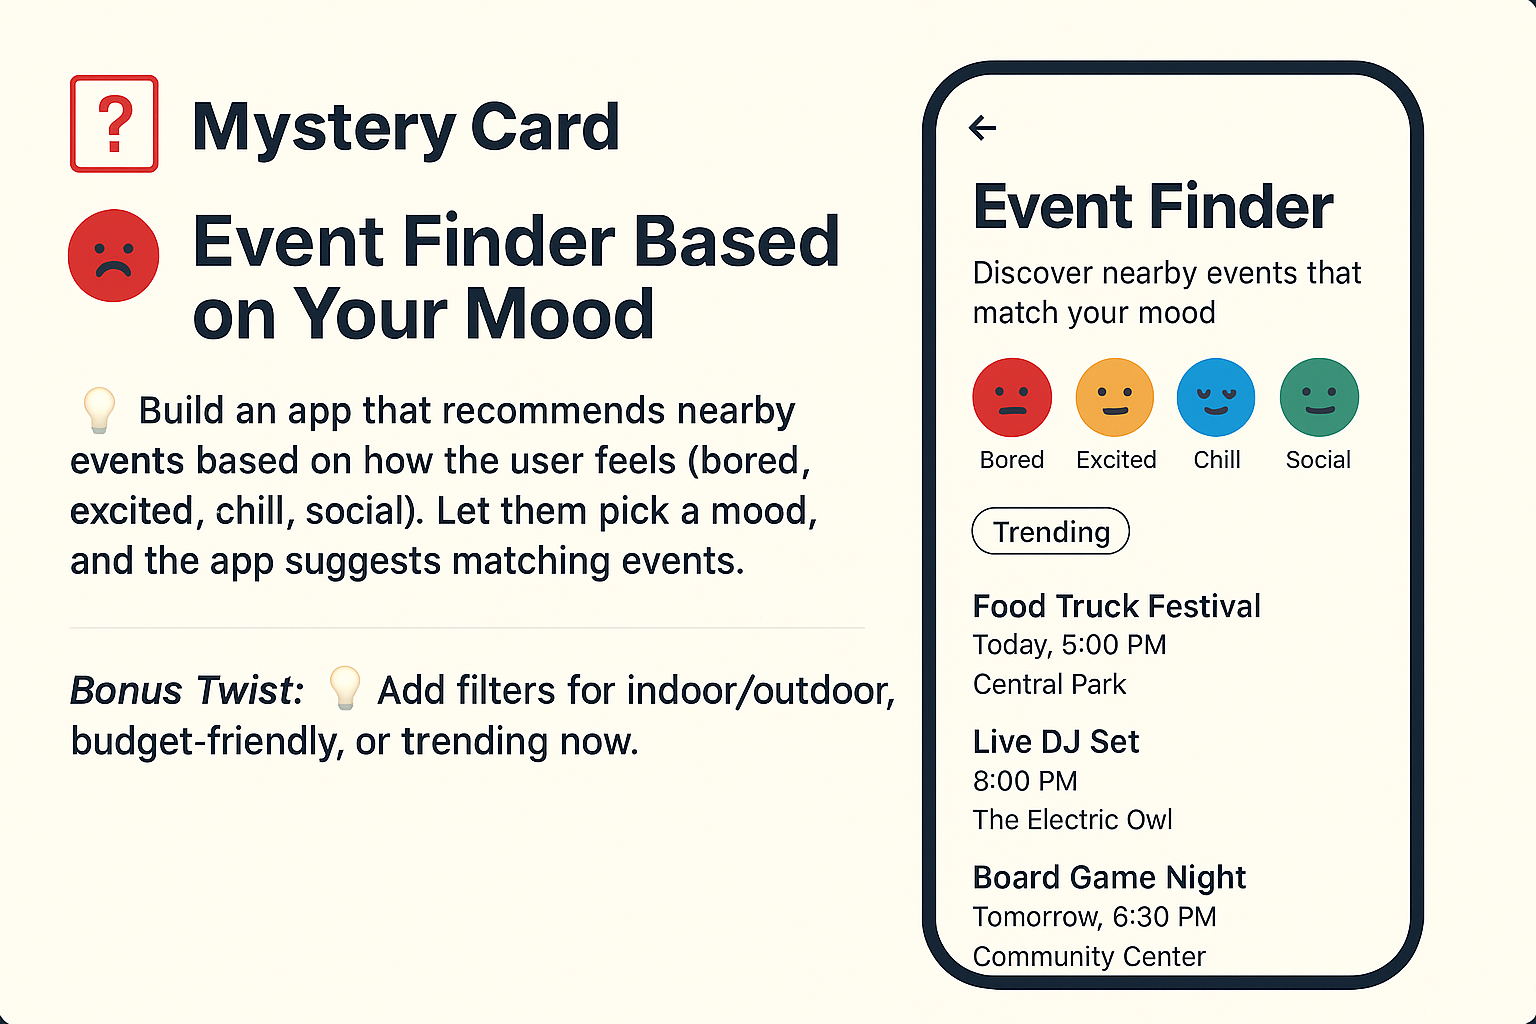 ?
Mystery Card
Event Finder Based
on Your Mood
💡 Build an app that recommends nearby
events based on how the user feels (bored,
excited, chill, social). Let them pick a mood,
and the app suggests matching events.
Bonus Twist: 💡 Add filters for indoor/outdoor,
budget-friendly, or trending now.
←
Event Finder
Discover nearby events that
match your mood
Bored Excited Chill Social
Trending
Food Truck Festival
Today, 5:00 PM
Central Park
Live DJ Set
8:00 PM
The Electric Owl
Board Game Night
Tomorrow, 6:30 PM
Community Center